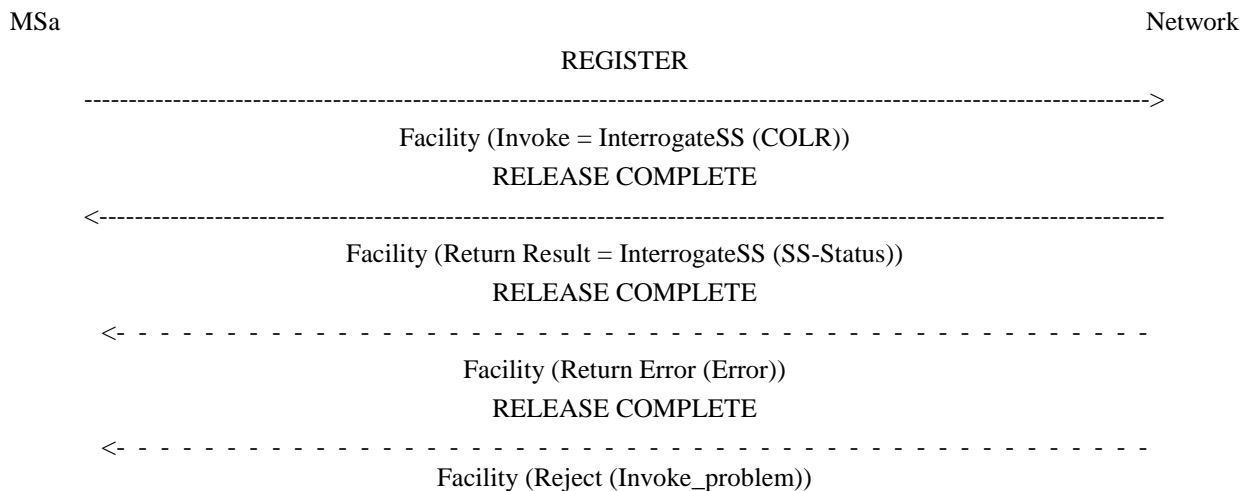 MSa Network
REGISTER
------------------------------------------------------------------------------------------------------------------------>
Facility (Invoke = InterrogateSS (COLR))
RELEASE COMPLETE
<------------------------------------------------------------------------------------------------------------------------
Facility (Return Result = InterrogateSS (SS-Status))
RELEASE COMPLETE
<- - - - - - - - - - - - - - - - - - - - - - - - - - - - - - - - - - - - - - - - - - - - - - - - - - - - - - - - -
Facility (Return Error (Error))
RELEASE COMPLETE
<- - - - - - - - - - - - - - - - - - - - - - - - - - - - - - - - - - - - - - - - - - - - - - - - - - - - - - - - -
Facility (Reject (Invoke_problem))